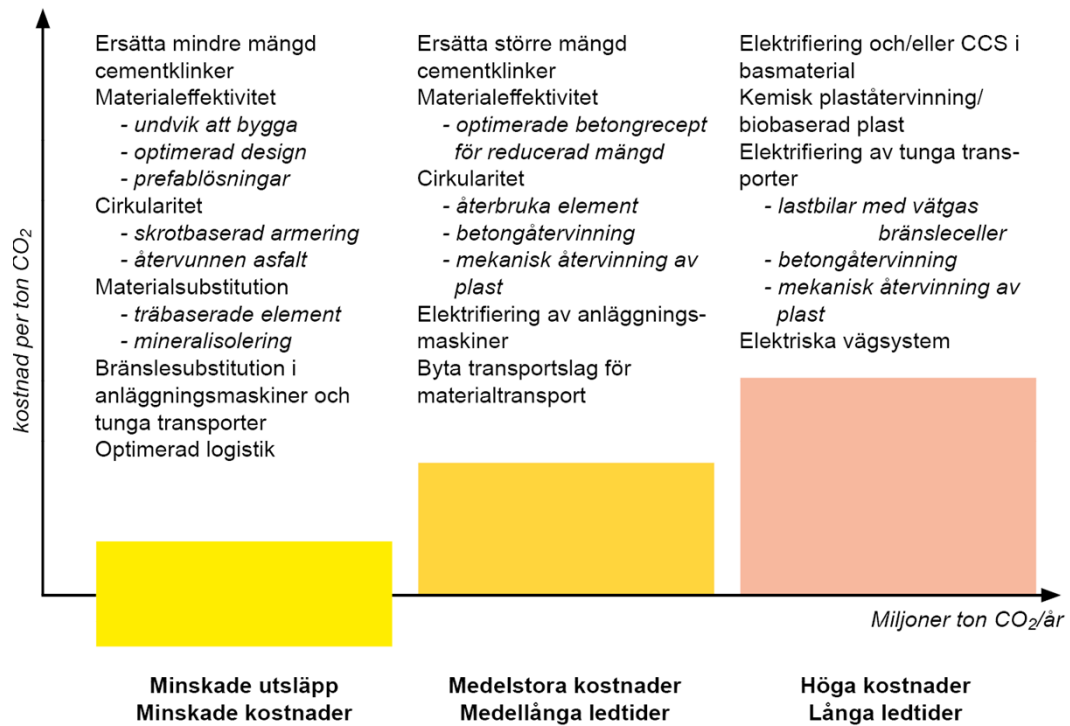 kostnad per ton CO₂
Ersätta mindre mängd
cementklinker
Materialeffektivitet
- undvik att bygga
- optimerad design
- prefablösningar
Cirkularitet
- skrotbaserad armering
- återvunnen asfalt
Materialsubstitution
- träbaserade element
- mineralisolering
Bränslesubstitution i
anläggningsmaskiner och
tunga transporter
Optimerad logistik
Ersätta större mängd
cementklinker
Materialeffektivitet
- optimerade betongrecept
för reducerad mängd
Cirkularitet
- återbruka element
- betongåtervinning
- mekanisk återvinning av
plast
Elektrifiering av anläggnings-
maskiner
Byta transportslag för
materialtransport
Elektrifiering och/eller CCS i
basmaterial
Kemisk plaståtervinning/
biobaserad plast
Elektrifiering av tunga trans-
porter
- lastbilar med vätgas
bränsleceller
- betongåtervinning
- mekanisk återvinning av
plast
Elektriska vägsystem
Miljoner ton CO₂/år
Minskade utsläpp
Minskade kostnader
Medelstora kostnader
Medellånga ledtider
Höga kostnader
Långa ledtider